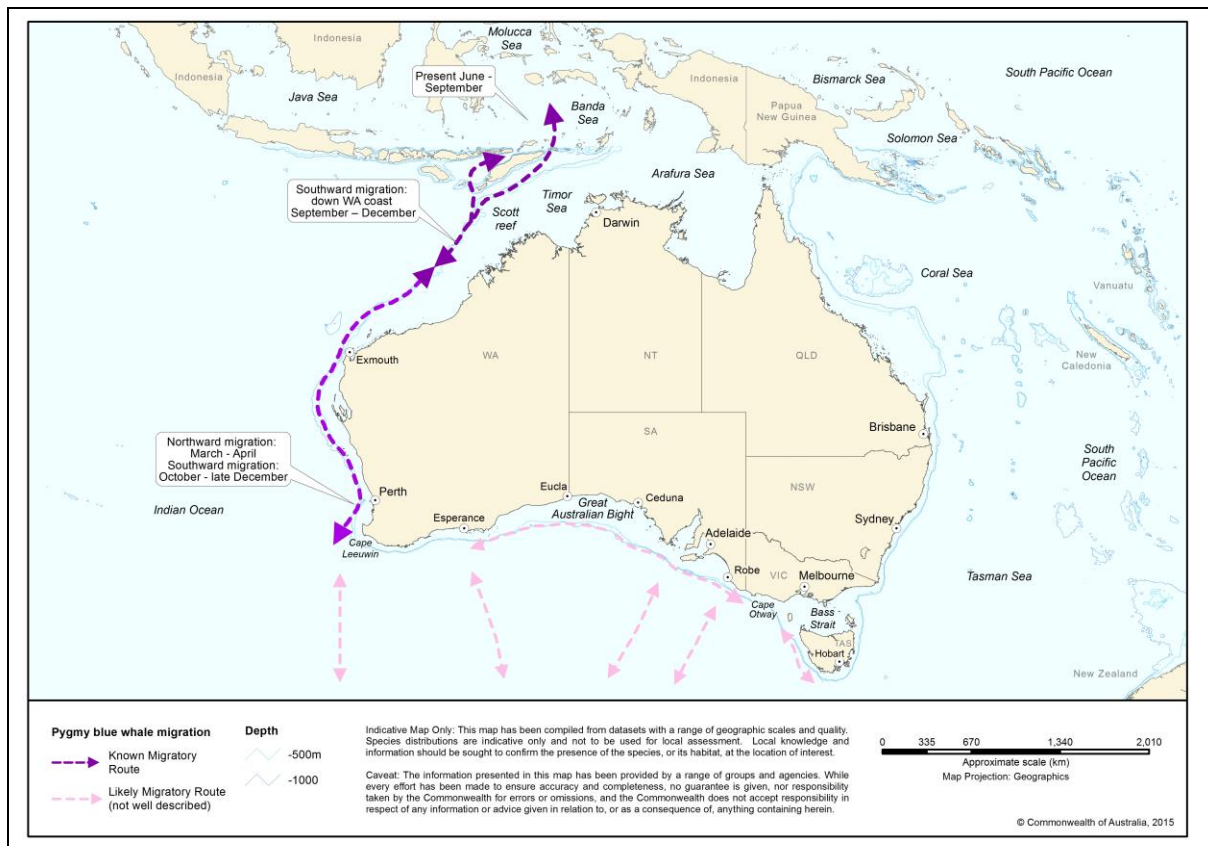 Molucca
Sea
Indonesia
Indonesia
Indonesia
Bismarck Sea
South Pacific Ocean
Present June -
September
Java Sea
Banda
Sea
Papua
New Guinea
Solomon Sea
Arafura Sea
Southward migration:
down WA coast
September – December
Timor
Sea
Scott
reef
Darwin
Coral Sea
Vanuatu
Exmouth
WA
NT
QLD
New
Caledonia
SA
Brisbane
Northward migration:
March - April
Southward migration:
October - late December
South
Pacific
Ocean
Perth
Eucla
Ceduna
NSW
Indian Ocean
Great
Australian Bight
Esperance
Sydney
Adelaide
Cape
Leeuwin
Robe
VIC
Melbourne
Tasman Sea
Cape
Otway
Bass
Strait
TAS
Hobart
New Zealand
Pygmy blue whale migration
Known Migratory
Route
Likely Migratory Route
(not well described)
Depth
-500m
-1000
Indicative Map Only: This map has been compiled from datasets with a range of geographic scales and quality.
Species distributions are indicative only and not to be used for local assessment. Local knowledge and
information should be sought to confirm the presence of the species, or its habitat, at the location of interest.
Caveat: The information presented in this map has been provided by a range of groups and agencies. While
every effort has been made to ensure accuracy and completeness, no guarantee is given, nor responsibility
taken by the Commonwealth for errors or omissions, and the Commonwealth does not accept responsibility in
respect of any information or advice given in relation to, or as a consequence of, anything containing herein.
0 335 670 1,340 2,010
Approximate scale (km)
Map Projection: Geographics
© Commonwealth of Australia, 2015